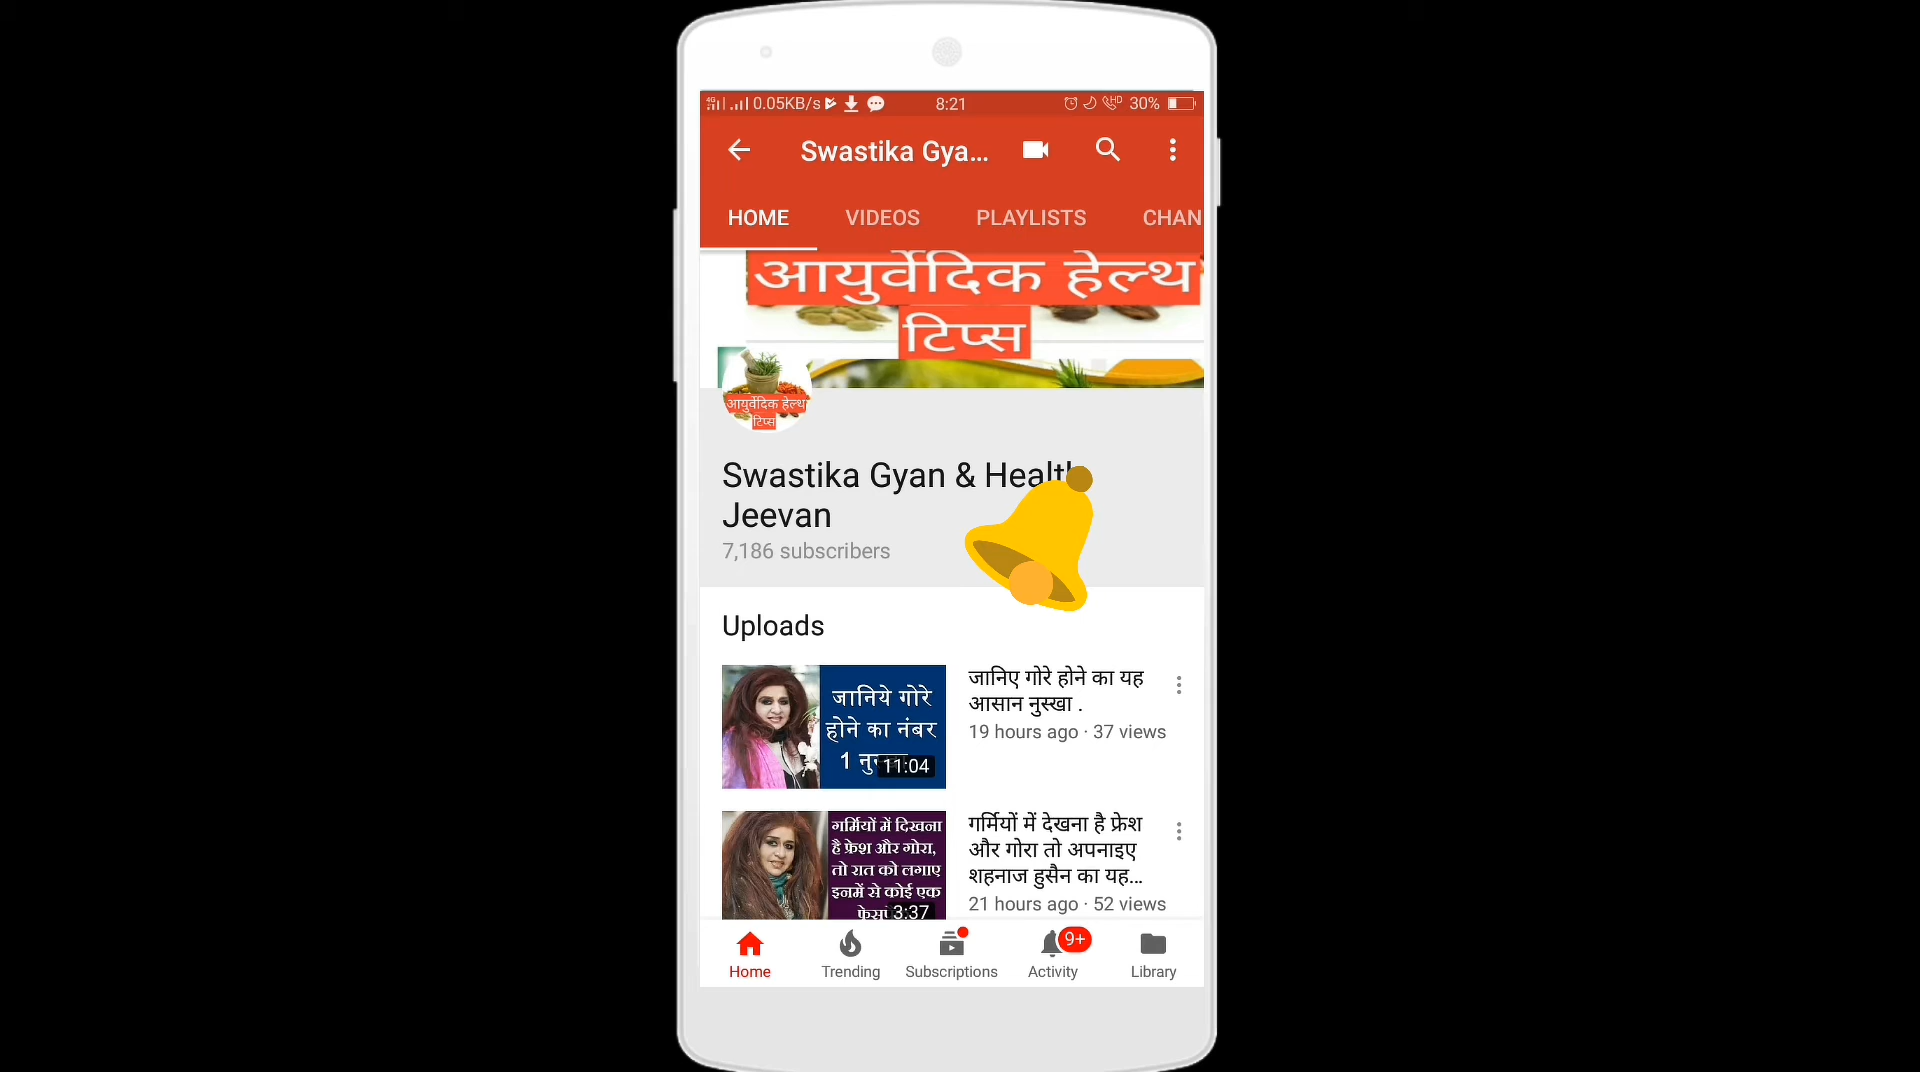 4G 0.05KB/s 8:21 HD 30%
Swastika Gya...
HOME VIDEOS PLAYLISTS CHAN
आयुर्वेदिक हेल्थ
टिप्स
आयुर्वेदिक हेल्थ
टिप्स
Swastika Gyan & Health
Jeevan
7,186 subscribers
Uploads
जानिये गोरे
होने का नंबर
1
11:04
जानिए गोरे होने का यह
आसान नुस्खा .
19 hours ago · 37 views
गर्मियों में दिखना
है फ्रेश और गोरा,
तो रात को लगाए
इनमें से कोई एक
3:37
गर्मियों में देखना है फ्रेश
और गोरा तो अपनाइए
शहनाज हुसैन का यह...
21 hours ago · 52 views
9+
Home Trending Subscriptions Activity Library